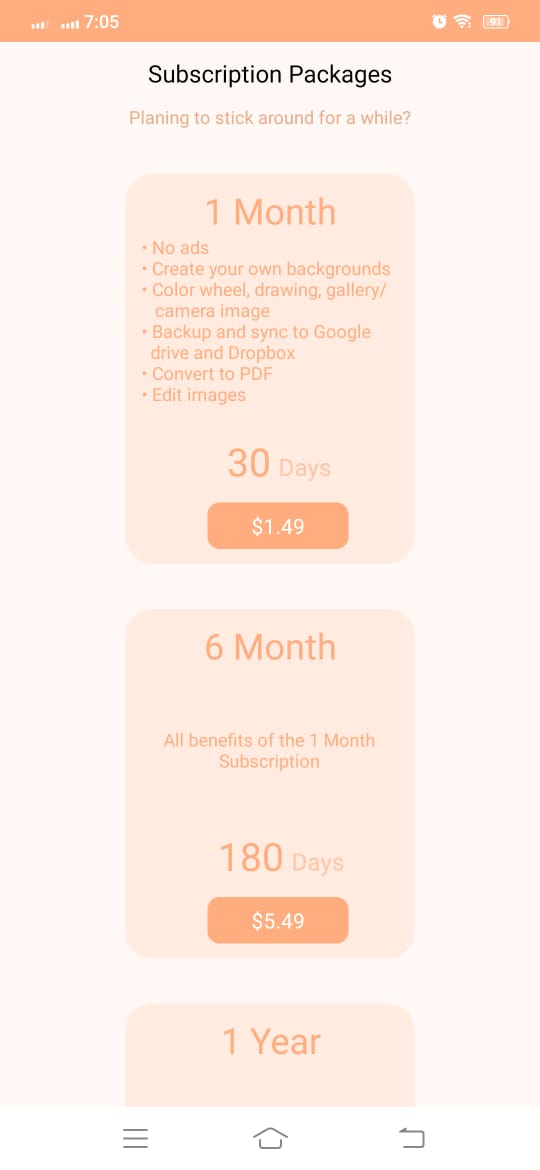 7:05
91
Subscription Packages
Planing to stick around for a while?
1 Month
• No ads
• Create your own backgrounds
• Color wheel, drawing, gallery/
camera image
• Backup and sync to Google
drive and Dropbox
• Convert to PDF
• Edit images
30 Days
$1.49
6 Month
All benefits of the 1 Month
Subscription
180 Days
$5.49
1 Year